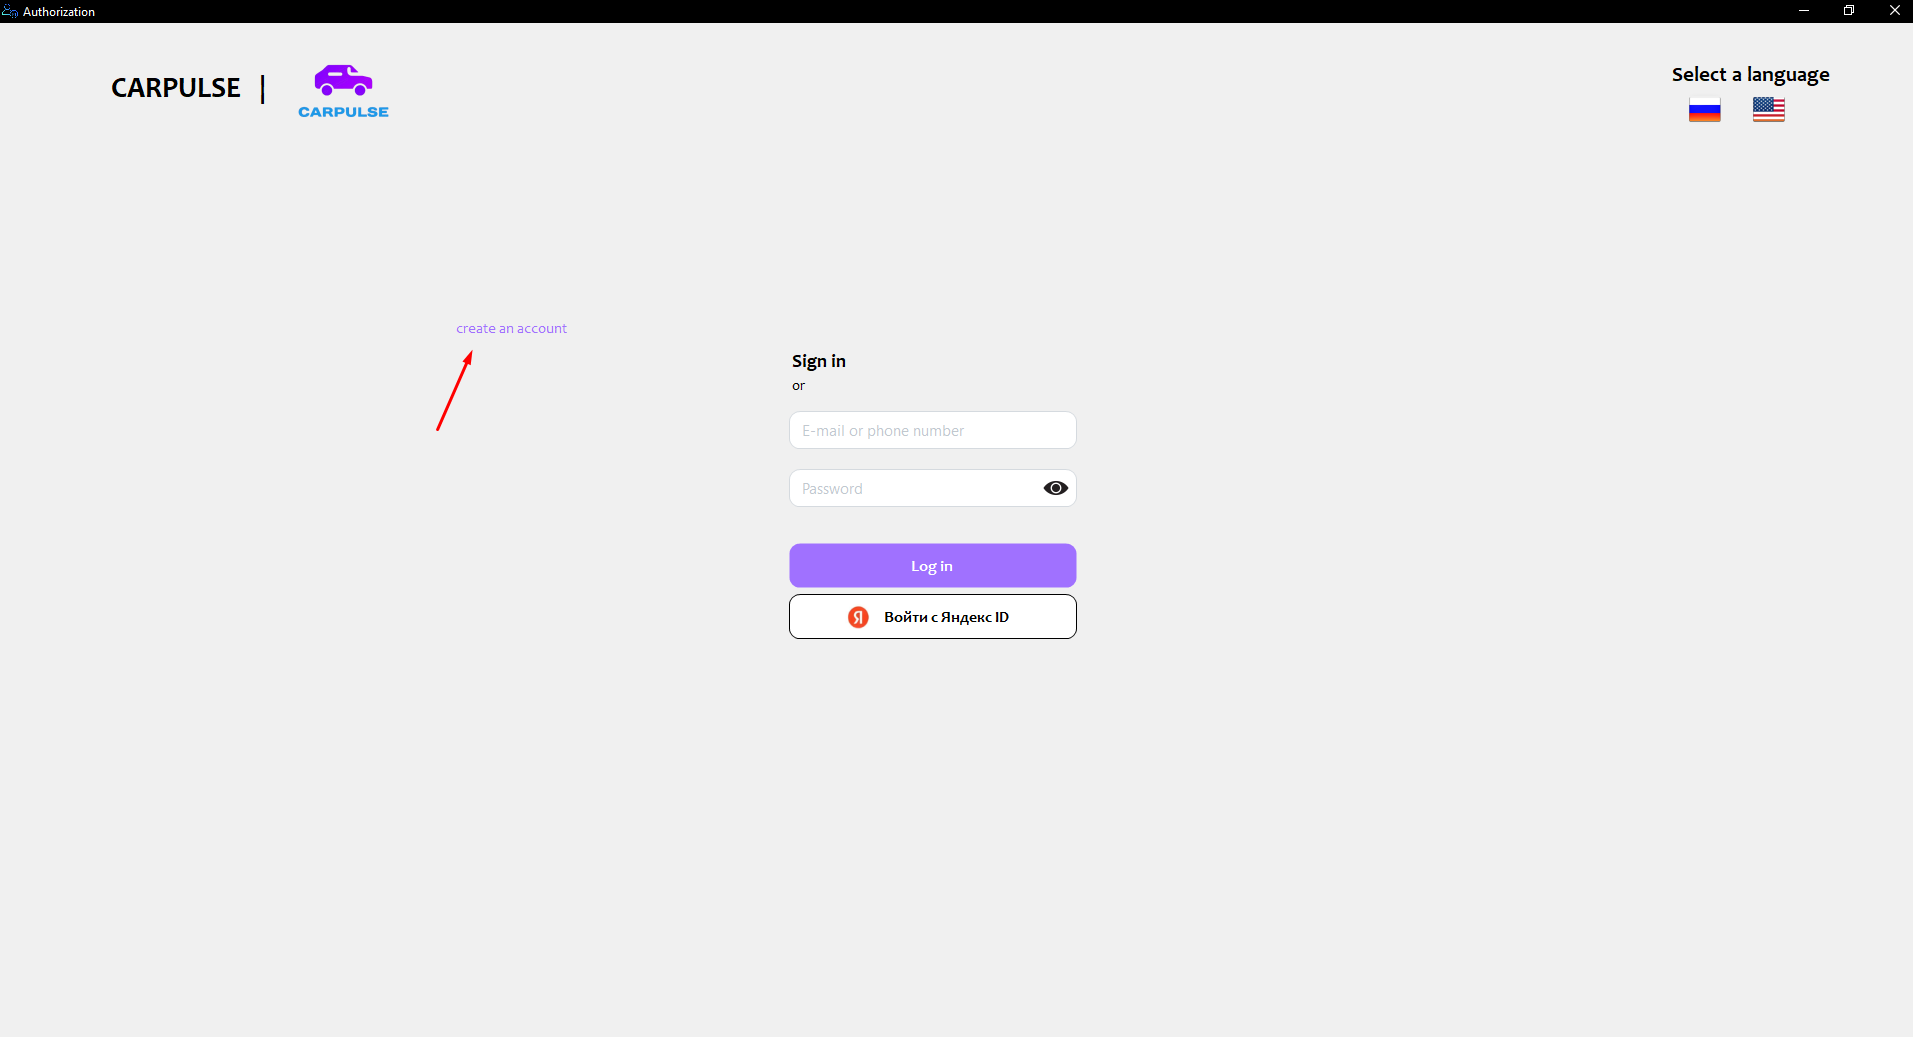 Authorization
CARPULSE |
CARPULSE
Select a language
create an account
Sign in
or
E-mail or phone number
Password
Log in
Я Войти с Яндекс ID